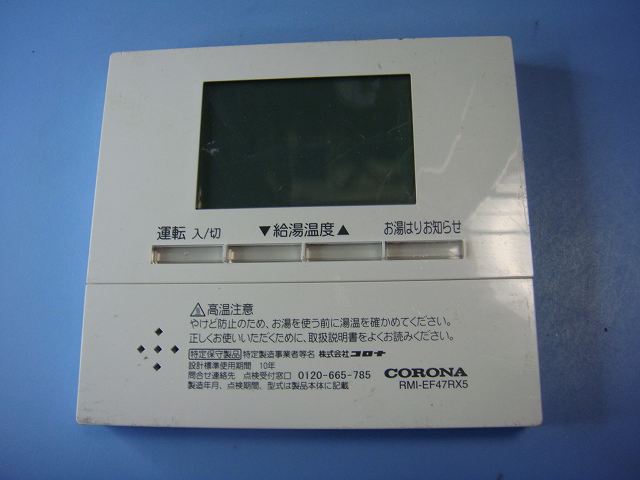 運転 入/切 ▼給湯温度▲ お湯はりお知らせ
⚠高温注意
やけど防止のため、お湯を使う前に湯温を確かめてください。
正しくお使いいただくために、取扱説明書をよくお読みください。
特定保守製品 特定製造事業者等名 株式会社コロナ
設計標準使用期間 10年
問合せ連絡先 点検受付窓口 0120-665-785
製造年月、点検期間、型式は製品本体に記載
CORONA
RMI-EF47RX5